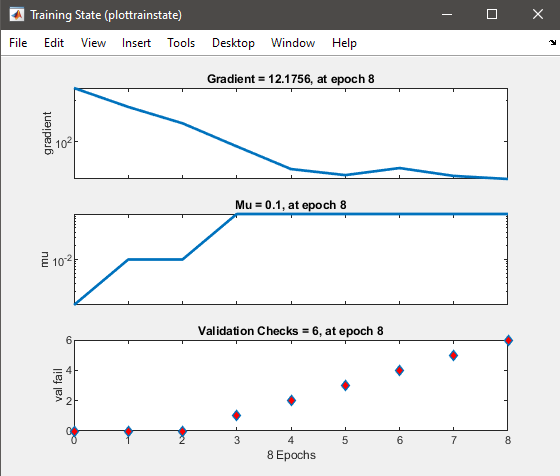 Training State (plottrainstate)
File Edit View Insert Tools Desktop Window Help
Gradient = 12.1756, at epoch 8
gradient
10²
Mu = 0.1, at epoch 8
mu
10⁻²
Validation Checks = 6, at epoch 8
val fail
6
4
2
0
0 1 2 3 4 5 6 7 8
8 Epochs